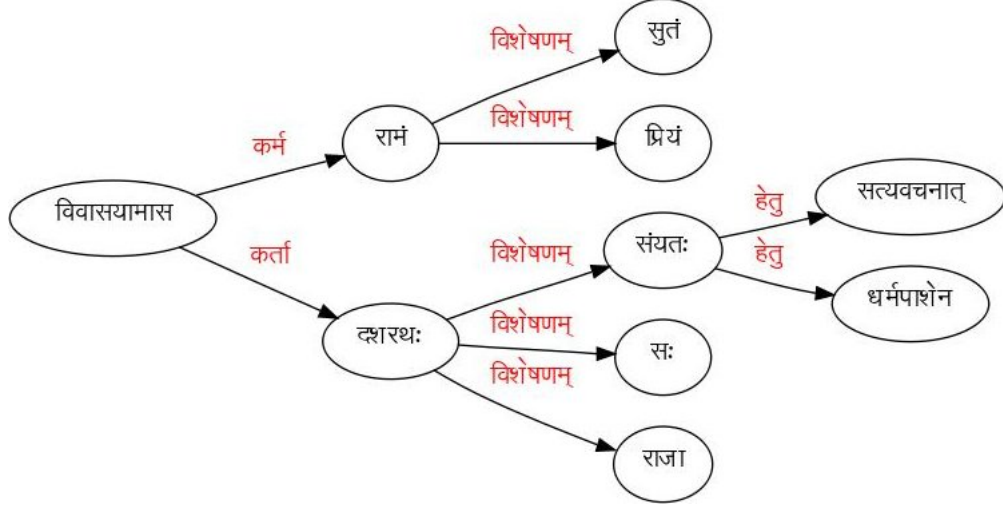 सुतं
विशेषणम्
विशेषणम्
रामं
प्रियं
कर्म
सत्यवचनात्
हेतु
विवासयामास
विशेषणम्
संयतः
हेतु
कर्ता
धर्मपाशेन
विशेषणम्
दशरथः
सः
विशेषणम्
राजा